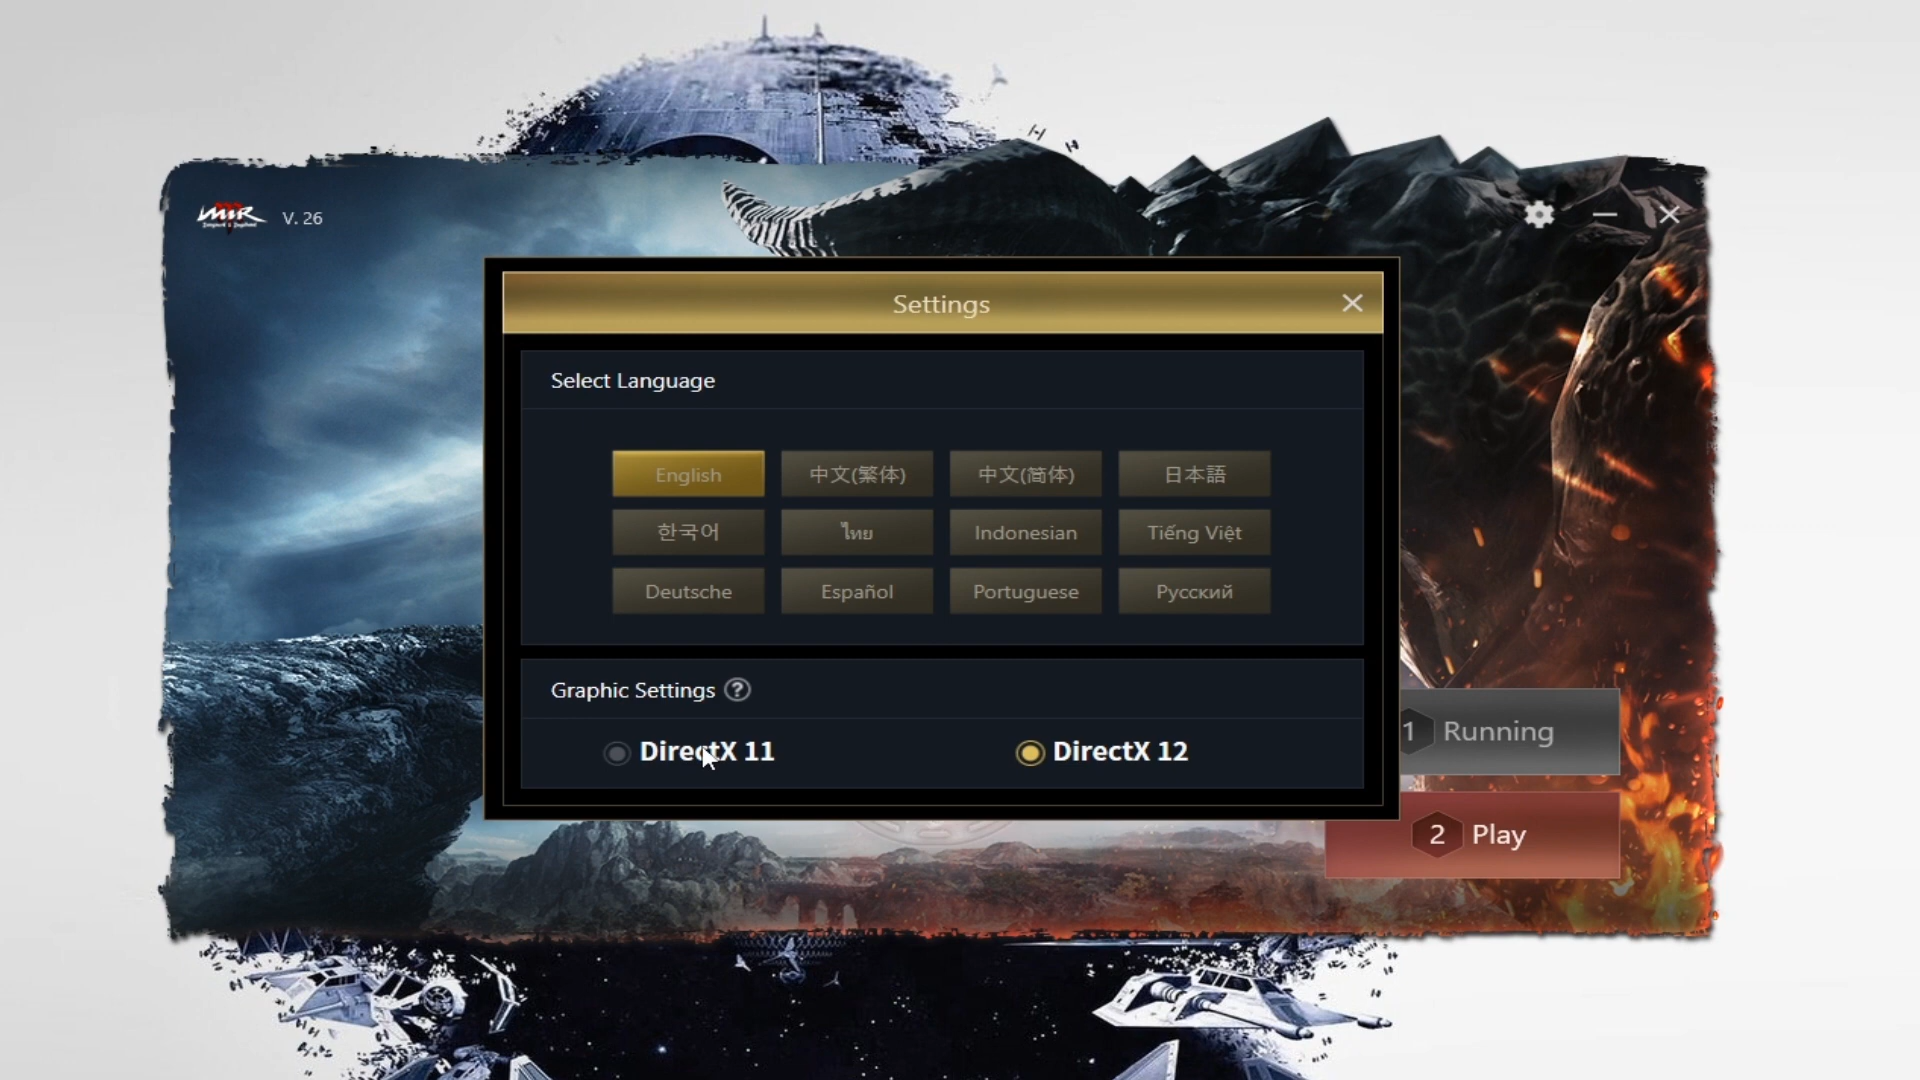 MIR V. 26
Settings
Select Language
English 中文(繁体) 中文(简体) 日本語
한국어 ไทย Indonesian Tiếng Việt
Deutsche Español Portuguese Русский
Graphic Settings ?
DirectX 11 DirectX 12
1 Running
2 Play